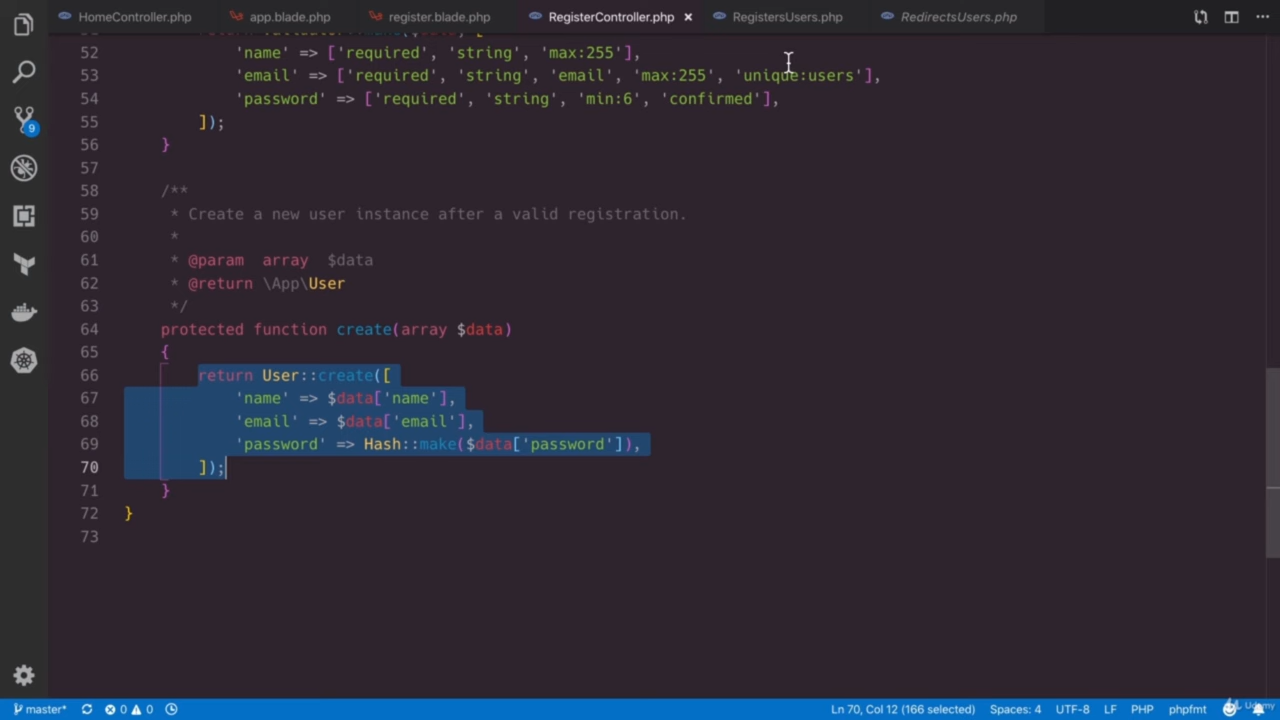 HomeController.php app.blade.php register.blade.php RegisterController.php × RegistersUsers.php RedirectsUsers.php
52 'name' => ['required', 'string', 'max:255'],
53 'email' => ['required', 'string', 'email', 'max:255', 'unique:users'],
54 'password' => ['required', 'string', 'min:6', 'confirmed'],
55 ]);
56 }
57
58 /**
59 * Create a new user instance after a valid registration.
60 *
61 * @param  array  $data
62 * @return \App\User
63 */
64 protected function create(array $data)
65 {
66 return User::create([
67 'name' => $data['name'],
68 'email' => $data['email'],
69 'password' => Hash::make($data['password']),
70 ]);
71 }
72 }
73
9
master* 0 0 Ln 70, Col 12 (166 selected) Spaces: 4 UTF-8 LF PHP phpfmt
Udemy